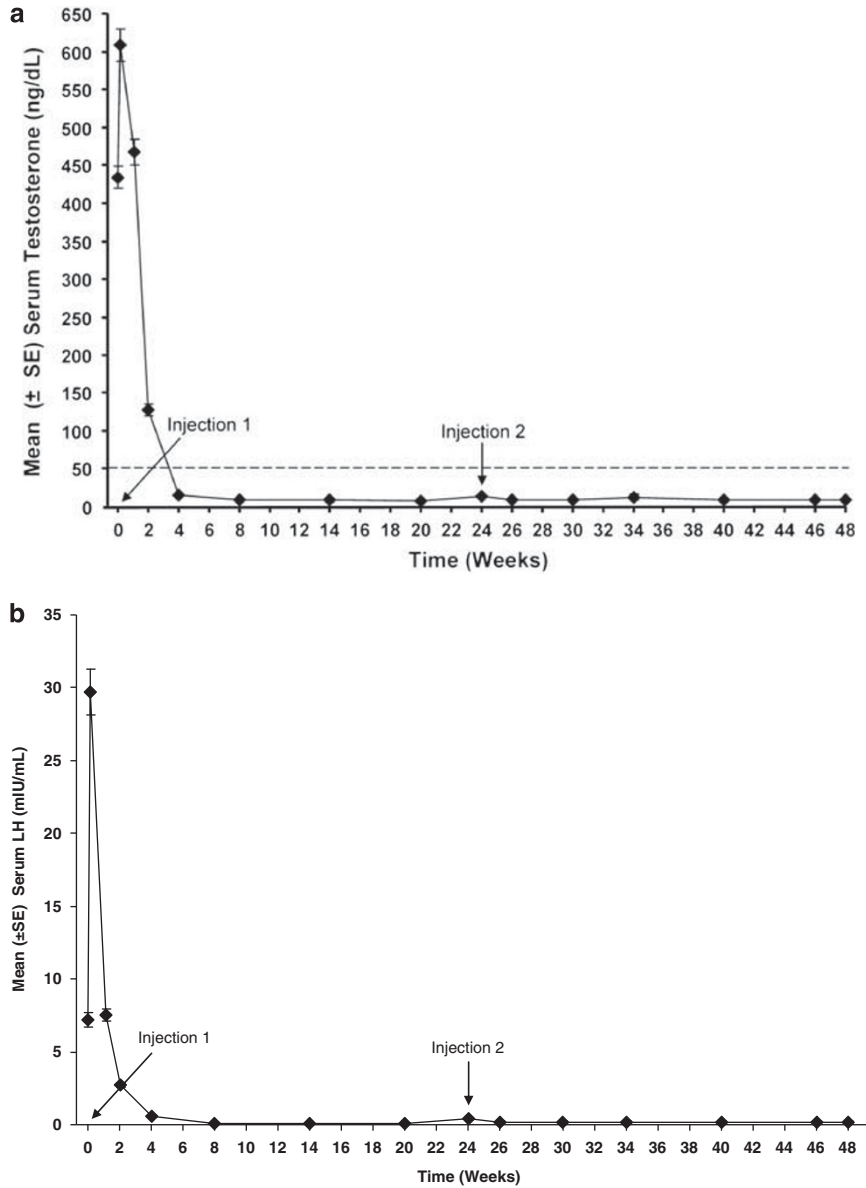 a
650
600
550
500
450
400
350
300
250
200
150
100
50
0
Mean (± SE) Serum Testosterone (ng/dL)
Injection 1
Injection 2
0 2 4 6 8 10 12 14 16 18 20 22 24 26 28 30 32 34 36 38 40 42 44 46 48
Time (Weeks)
b
35
30
25
20
15
10
5
0
Mean (±SE) Serum LH (mIU/mL)
Injection 1
Injection 2
0 2 4 6 8 10 12 14 16 18 20 22 24 26 28 30 32 34 36 38 40 42 44 46 48
Time (Weeks)